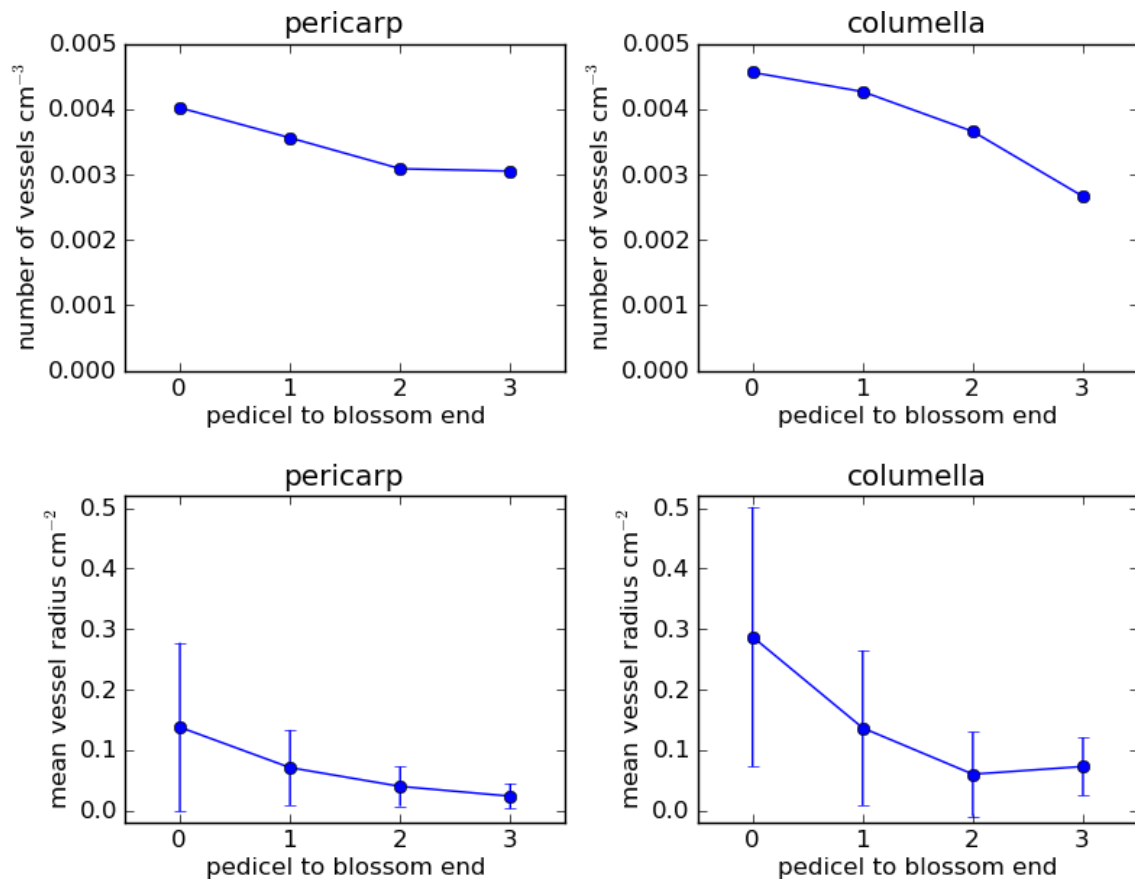 pericarp
number of vessels cm⁻³
0.005
0.004
0.003
0.002
0.001
0.000
0 1 2 3
pedicel to blossom end
columella
number of vessels cm⁻³
0.005
0.004
0.003
0.002
0.001
0.000
0 1 2 3
pedicel to blossom end
pericarp
mean vessel radius cm⁻²
0.5
0.4
0.3
0.2
0.1
0.0
0 1 2 3
pedicel to blossom end
columella
mean vessel radius cm⁻²
0.5
0.4
0.3
0.2
0.1
0.0
0 1 2 3
pedicel to blossom end